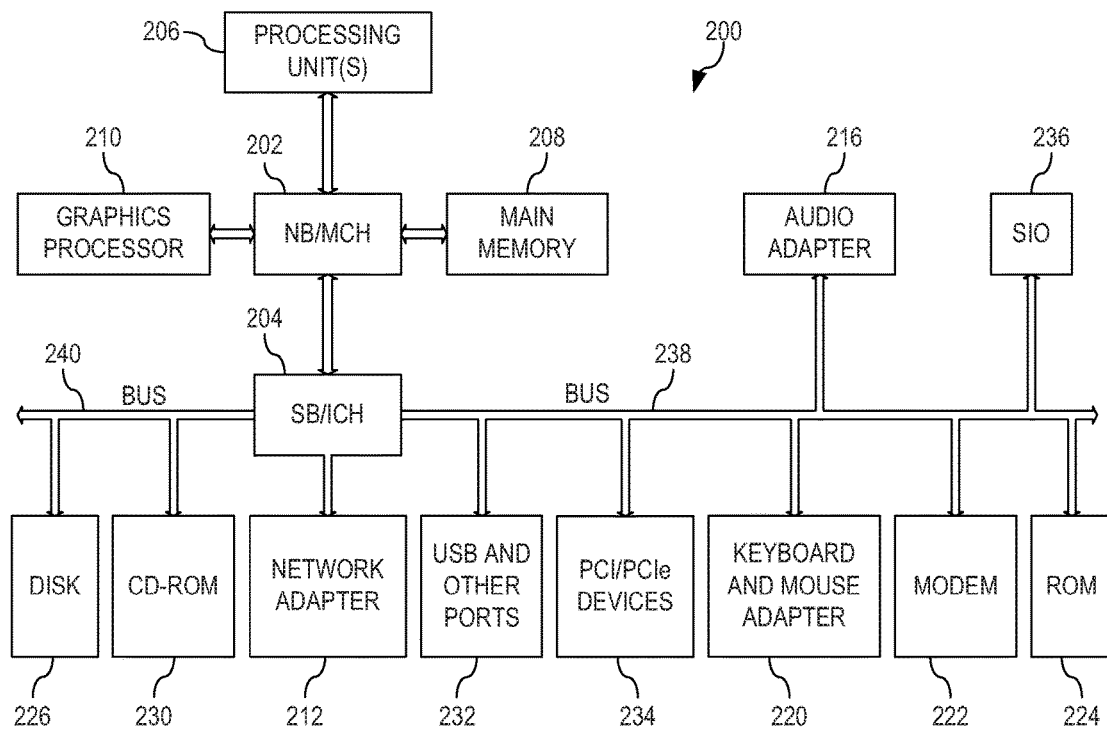 206
PROCESSING
UNIT(S)
200
210
202
208
216
236
GRAPHICS
PROCESSOR
NB/MCH
MAIN
MEMORY
AUDIO
ADAPTER
SIO
204
240
238
BUS
SB/ICH
BUS
DISK
CD-ROM
NETWORK
ADAPTER
USB AND
OTHER
PORTS
PCI/PCIe
DEVICES
KEYBOARD
AND MOUSE
ADAPTER
MODEM
ROM
226
230
212
232
234
220
222
224